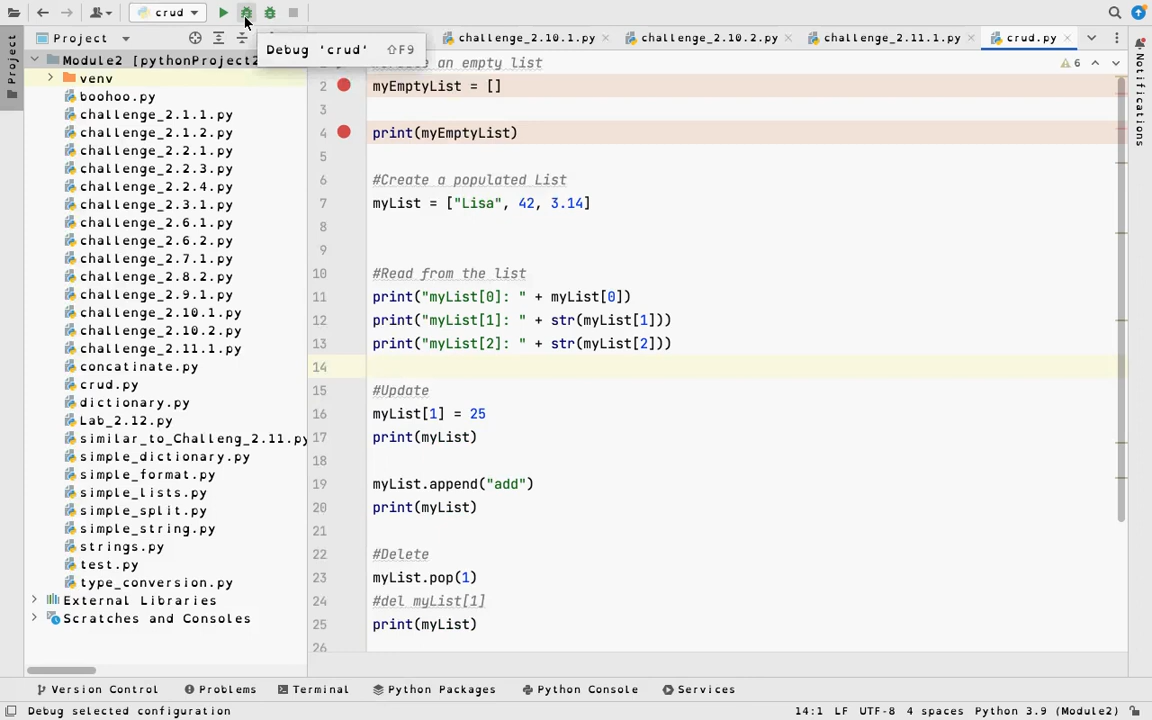 crud
Project
challenge_2.10.1.py
challenge_2.10.2.py
challenge_2.11.1.py
crud.py
Debug 'crud' ⇧F9
Project
Notifications
Module2 [pythonProject2
venv
boohoo.py
challenge_2.1.1.py
challenge_2.1.2.py
challenge_2.2.1.py
challenge_2.2.3.py
challenge_2.2.4.py
challenge_2.3.1.py
challenge_2.6.1.py
challenge_2.6.2.py
challenge_2.7.1.py
challenge_2.8.2.py
challenge_2.9.1.py
challenge_2.10.1.py
challenge_2.10.2.py
challenge_2.11.1.py
concatinate.py
crud.py
dictionary.py
Lab_2.12.py
similar_to_Challeng_2.11.py
simple_dictionary.py
simple_format.py
simple_lists.py
simple_split.py
simple_string.py
strings.py
test.py
type_conversion.py
External Libraries
Scratches and Consoles
an empty list
6
2 myEmptyList = []
3
4 print(myEmptyList)
5
6 #Create a populated List
7 myList = ["Lisa", 42, 3.14]
8
9
10 #Read from the list
11 print("myList[0]: " + myList[0])
12 print("myList[1]: " + str(myList[1]))
13 print("myList[2]: " + str(myList[2]))
14
15 #Update
16 myList[1] = 25
17 print(myList)
18
19 myList.append("add")
20 print(myList)
21
22 #Delete
23 myList.pop(1)
24 #del myList[1]
25 print(myList)
26
Version Control Problems Terminal Python Packages Python Console Services
Debug selected configuration 14:1 LF UTF-8 4 spaces Python 3.9 (Module2)